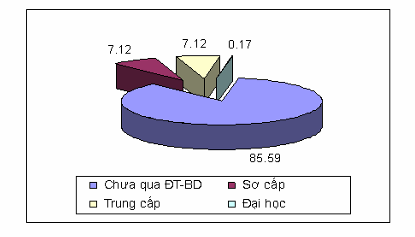 7.12
7.12
0.17
85.59
Chưa qua ĐT-BD
Sơ cấp
Trung cấp
Đại học